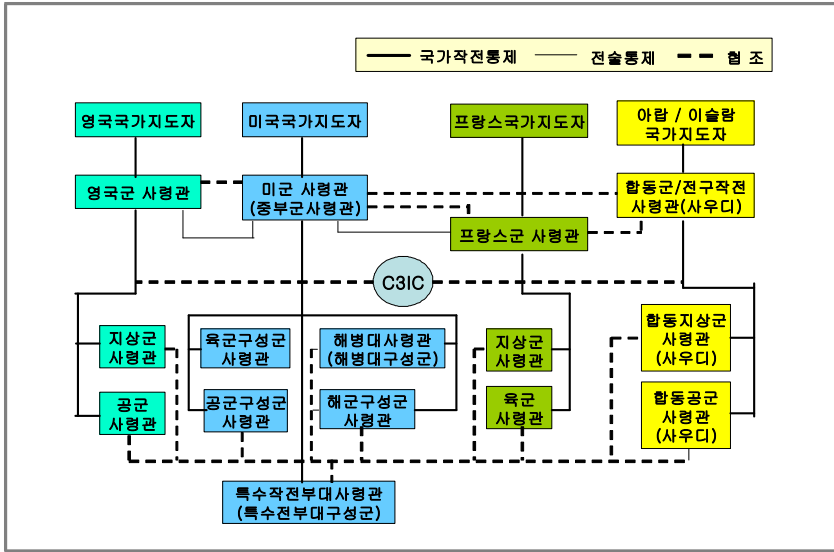 국가작전통제 전술통제 협 조
영국국가지도자
미국국가지도자
프랑스국가지도자
아랍 / 이슬람
국가지도자
영국군 사령관
미군 사령관
(중부군사령관)
프랑스군 사령관
합동군/전구작전
사령관(사우디)
C3IC
지상군
사령관
육군구성군
사령관
해병대사령관
(해병대구성군)
지상군
사령관
합동지상군
사령관
(사우디)
공군
사령관
공군구성군
사령관
해군구성군
사령관
육군
사령관
합동공군
사령관
(사우디)
특수작전부대사령관
(특수전부대구성군)